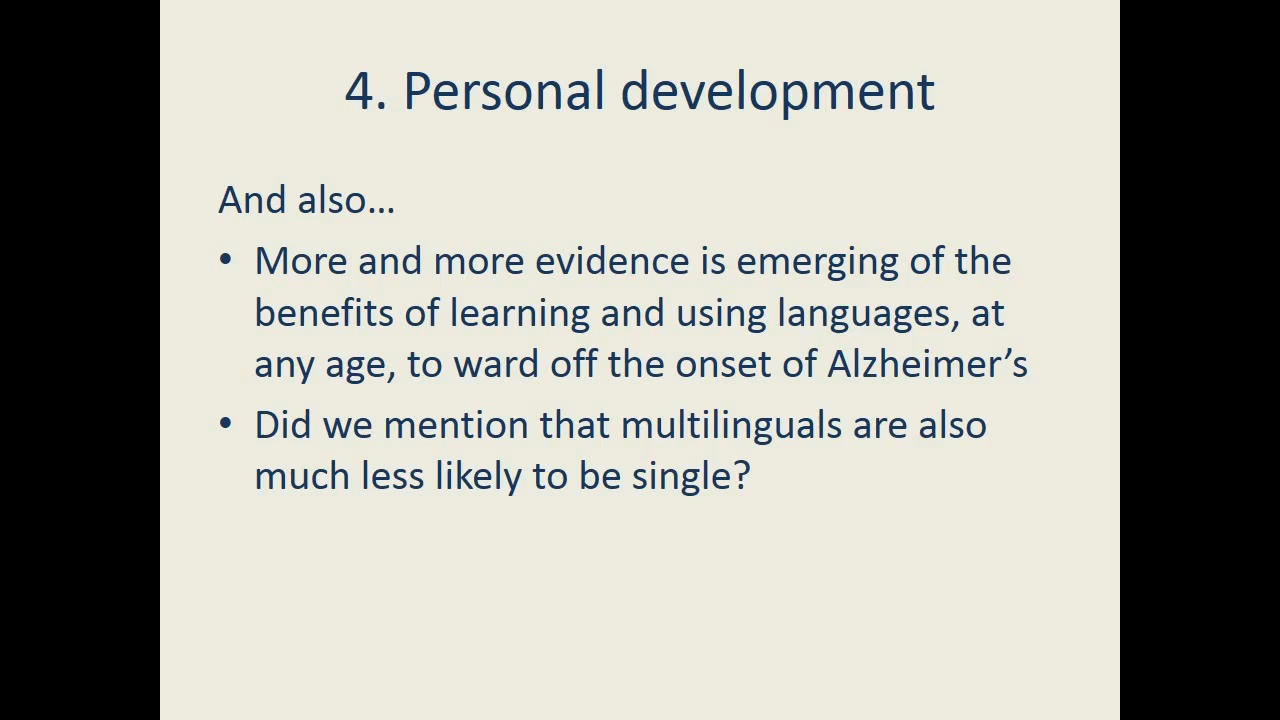 4. Personal development
And also…
• More and more evidence is emerging of the
benefits of learning and using languages, at
any age, to ward off the onset of Alzheimer’s
• Did we mention that multilinguals are also
much less likely to be single?